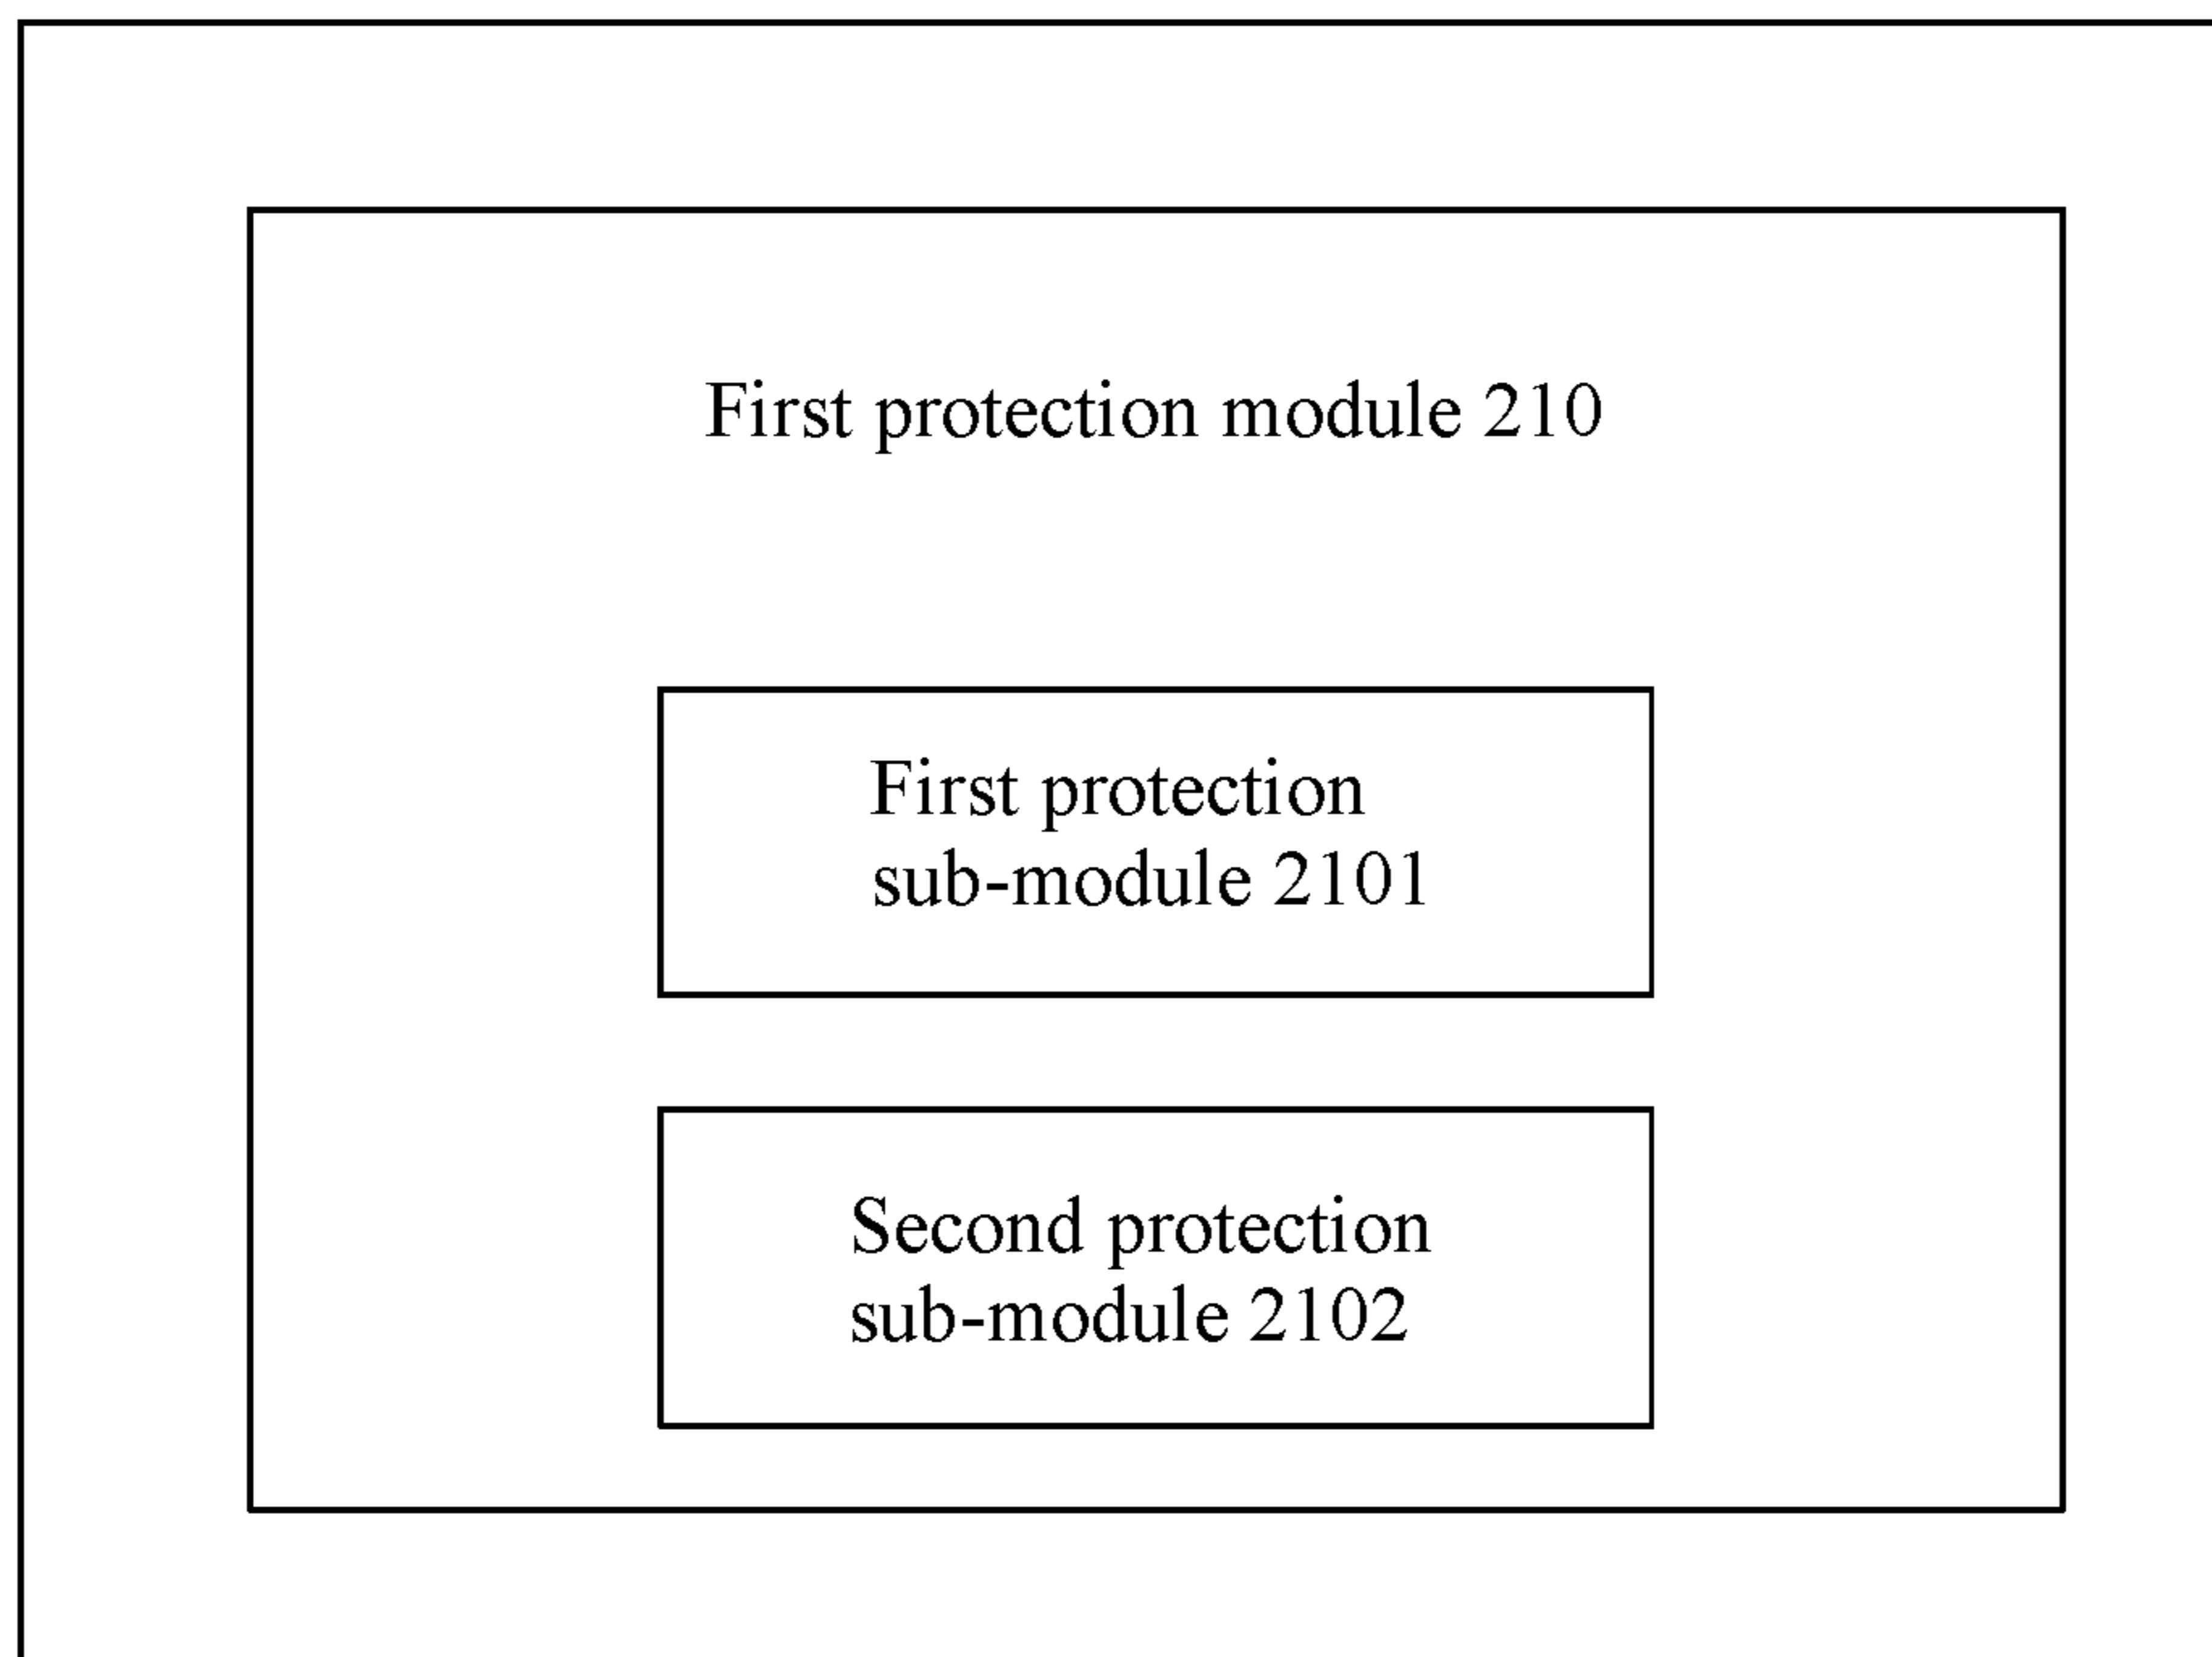 First protection module 210
First protection
sub-module 2101
Second protection
sub-module 2102